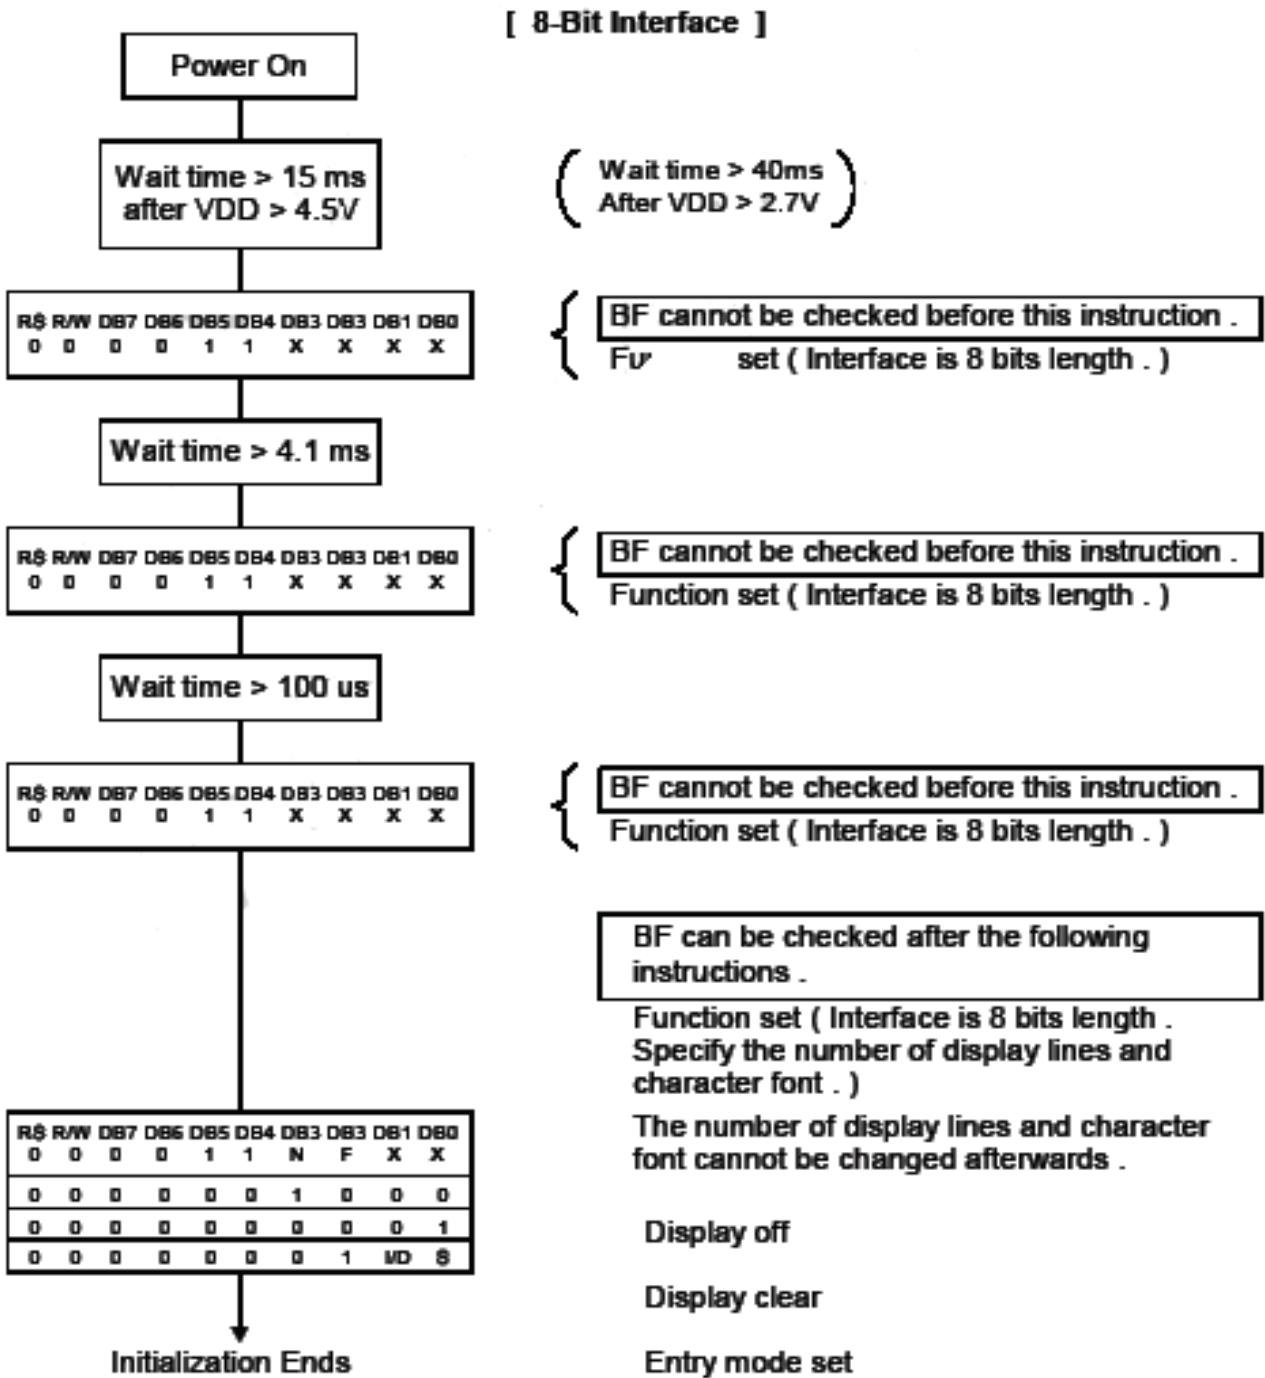 [ 8-Bit Interface ]
Power On
Wait time > 15 ms
after VDD > 4.5V
Wait time > 40ms
After VDD > 2.7V
RS R/W DB7 DB6 DB5 DB4 DB3 DB3 DB1 DB0
0 0 0 0 1 1 X X X X
BF cannot be checked before this instruction .
set ( Interface is 8 bits length . )
Wait time > 4.1 ms
RS R/W DB7 DB6 DB5 DB4 DB3 DB3 DB1 DB0
0 0 0 0 1 1 X X X X
BF cannot be checked before this instruction .
Function set ( Interface is 8 bits length . )
Wait time > 100 us
RS R/W DB7 DB6 DB5 DB4 DB3 DB3 DB1 DB0
0 0 0 0 1 1 X X X X
BF cannot be checked before this instruction .
Function set ( Interface is 8 bits length . )
BF can be checked after the following
instructions .
Function set ( Interface is 8 bits length .
Specify the number of display lines and
character font . )
The number of display lines and character
font cannot be changed afterwards .
RS R/W DB7 DB6 DB5 DB4 DB3 DB3 DB1 DB0
0 0 0 0 1 1 N F X X
0 0 0 0 0 0 1 0 0 0
0 0 0 0 0 0 0 0 0 1
0 0 0 0 0 0 0 1 I/D S
Display off
Display clear
Entry mode set
Initialization Ends